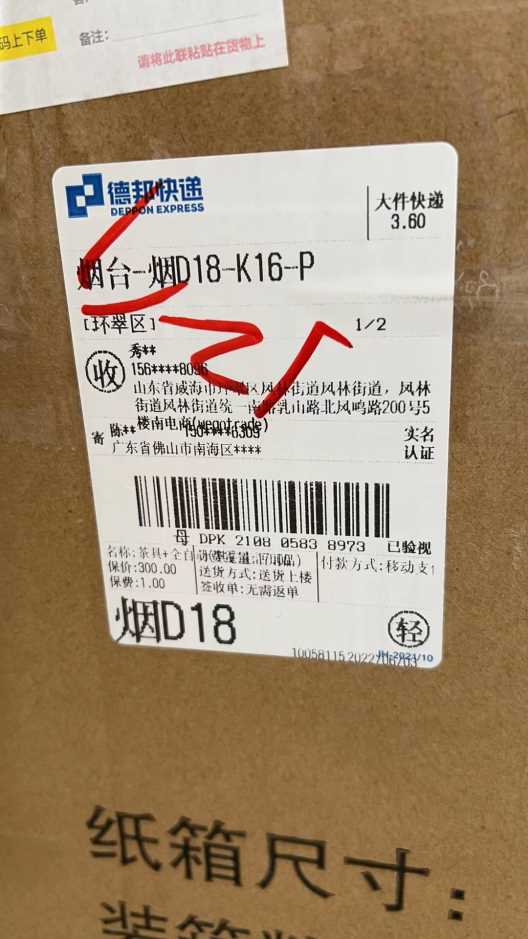 码上下单
备注:
请将此联粘贴在货物上
德邦快递
DEPPON EXPRESS
大件快递
3.60
烟台-烟D18-K16-P
[环翠区]
1/2
收
秀**
156****8096
山东省威海市环翠区凤林街道凤林街道, 凤林
街道凤林街道统一南路乳山路北凤鸣路200号5
楼南电商(wegotrade)
寄 陈** 190****6309
实名
认证
广东省佛山市南海区****
母 DPK 2108 0583 8973 已验视
名称:茶具+全自动
保价:300.00
保费:1.00
送货方式:送货上楼
签收单:无需返单
付款方式:移动支
烟D18
轻
10058115 2022/06/03
纸箱尺寸: